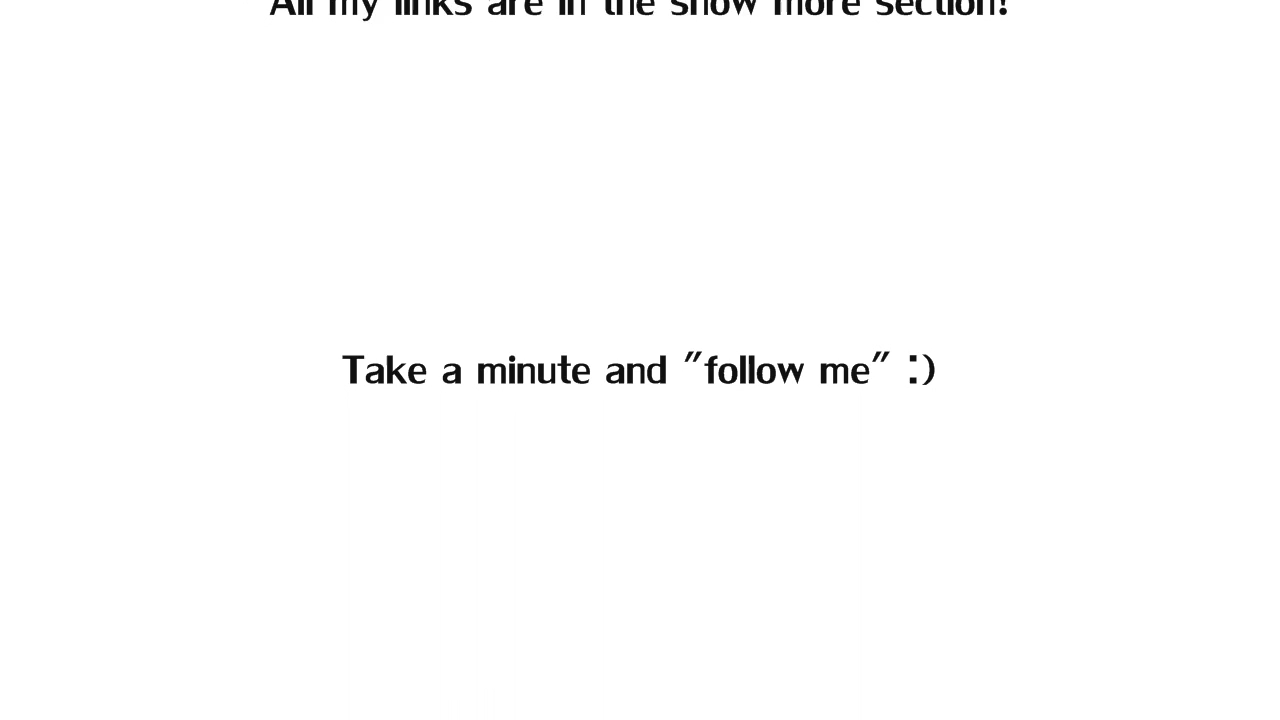 All my links are in the show more section!
Take a minute and "follow me" :)